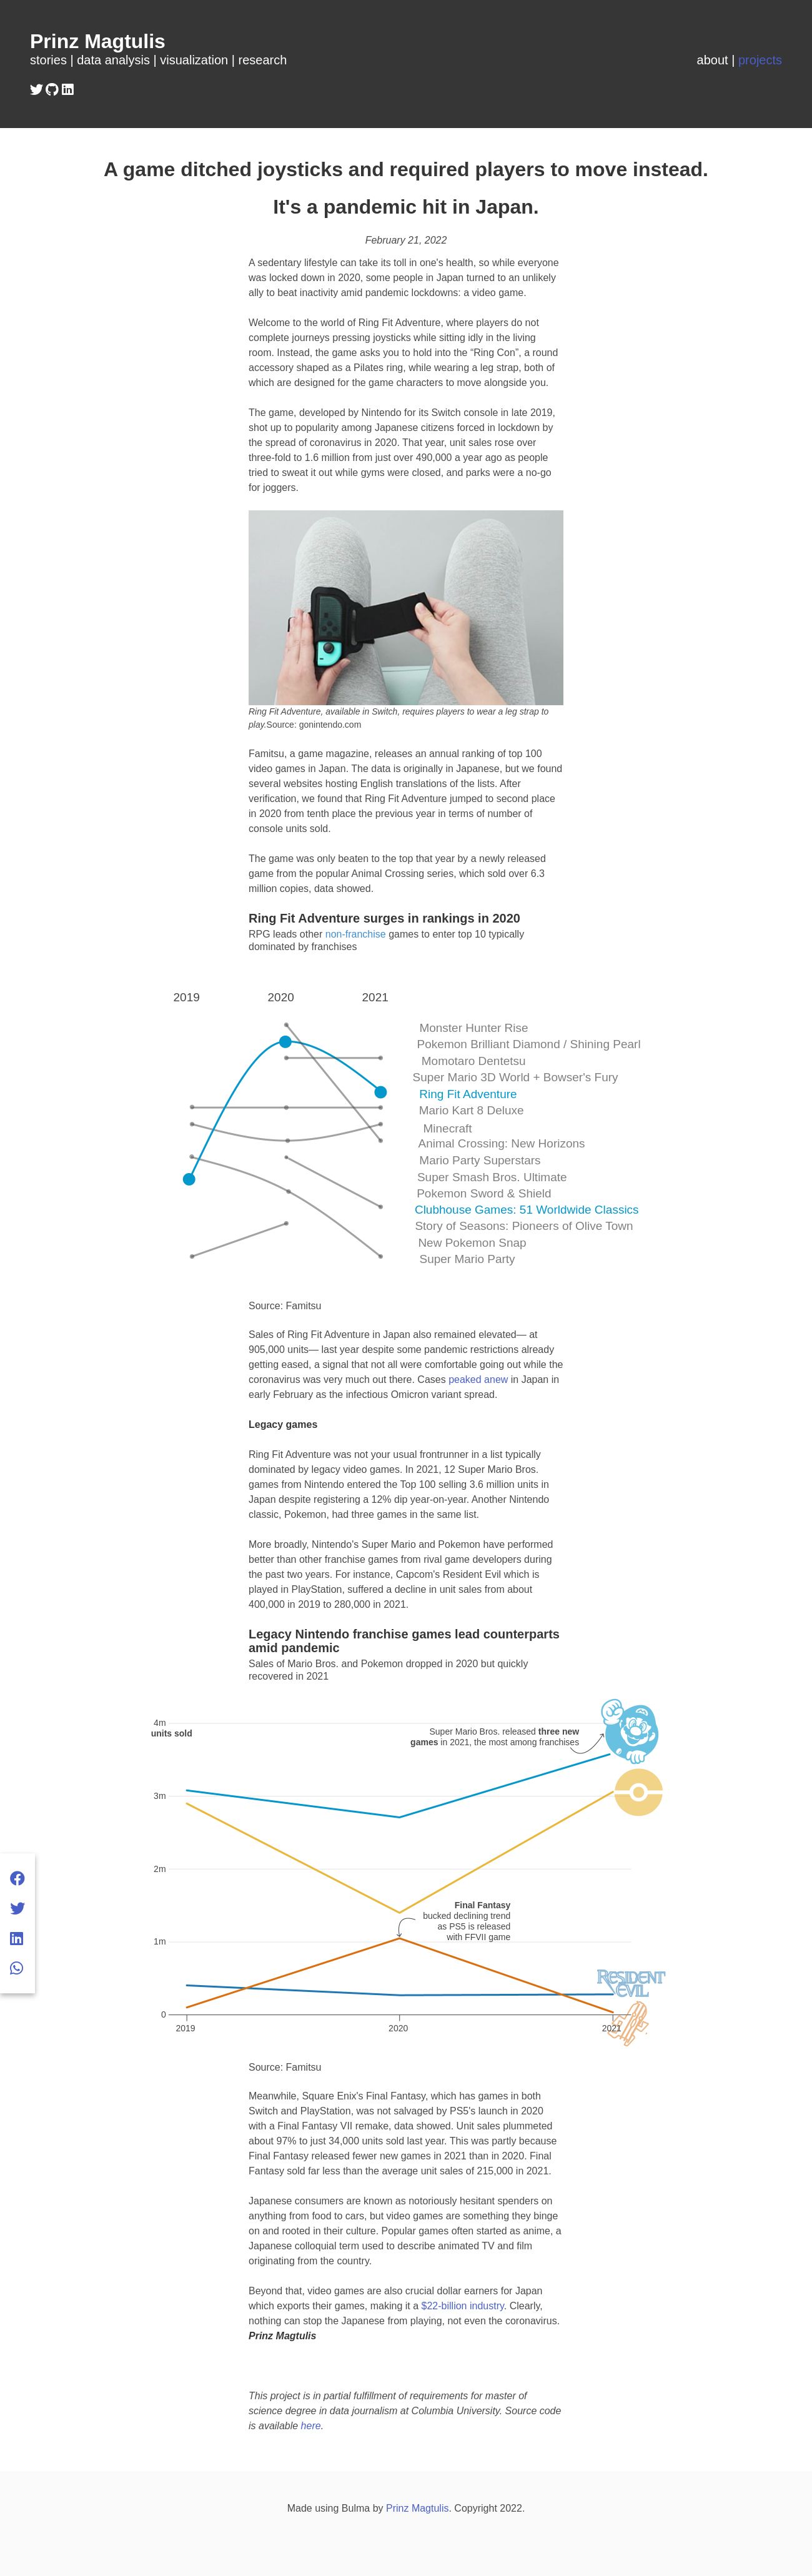 Prinz Magtulis
stories | data analysis | visualization | research
about | projects
A game ditched joysticks and required players to move instead.
It's a pandemic hit in Japan.
February 21, 2022
A sedentary lifestyle can take its toll in one's health, so while everyone
was locked down in 2020, some people in Japan turned to an unlikely
ally to beat inactivity amid pandemic lockdowns: a video game.
Welcome to the world of Ring Fit Adventure, where players do not
complete journeys pressing joysticks while sitting idly in the living
room. Instead, the game asks you to hold into the “Ring Con”, a round
accessory shaped as a Pilates ring, while wearing a leg strap, both of
which are designed for the game characters to move alongside you.
The game, developed by Nintendo for its Switch console in late 2019,
shot up to popularity among Japanese citizens forced in lockdown by
the spread of coronavirus in 2020. That year, unit sales rose over
three-fold to 1.6 million from just over 490,000 a year ago as people
tried to sweat it out while gyms were closed, and parks were a no-go
for joggers.
Ring Fit Adventure, available in Switch, requires players to wear a leg strap to
play.Source: gonintendo.com
Famitsu, a game magazine, releases an annual ranking of top 100
video games in Japan. The data is originally in Japanese, but we found
several websites hosting English translations of the lists. After
verification, we found that Ring Fit Adventure jumped to second place
in 2020 from tenth place the previous year in terms of number of
console units sold.
The game was only beaten to the top that year by a newly released
game from the popular Animal Crossing series, which sold over 6.3
million copies, data showed.
Ring Fit Adventure surges in rankings in 2020
RPG leads other non-franchise games to enter top 10 typically
dominated by franchises
2019
2020
2021
Monster Hunter Rise
Pokemon Brilliant Diamond / Shining Pearl
Momotaro Dentetsu
Super Mario 3D World + Bowser's Fury
Ring Fit Adventure
Mario Kart 8 Deluxe
Minecraft
Animal Crossing: New Horizons
Mario Party Superstars
Super Smash Bros. Ultimate
Pokemon Sword & Shield
Clubhouse Games: 51 Worldwide Classics
Story of Seasons: Pioneers of Olive Town
New Pokemon Snap
Super Mario Party
Source: Famitsu
Sales of Ring Fit Adventure in Japan also remained elevated— at
905,000 units— last year despite some pandemic restrictions already
getting eased, a signal that not all were comfortable going out while the
coronavirus was very much out there. Cases peaked anew in Japan in
early February as the infectious Omicron variant spread.
Legacy games
Ring Fit Adventure was not your usual frontrunner in a list typically
dominated by legacy video games. In 2021, 12 Super Mario Bros.
games from Nintendo entered the Top 100 selling 3.6 million units in
Japan despite registering a 12% dip year-on-year. Another Nintendo
classic, Pokemon, had three games in the same list.
More broadly, Nintendo's Super Mario and Pokemon have performed
better than other franchise games from rival game developers during
the past two years. For instance, Capcom's Resident Evil which is
played in PlayStation, suffered a decline in unit sales from about
400,000 in 2019 to 280,000 in 2021.
Legacy Nintendo franchise games lead counterparts
amid pandemic
Sales of Mario Bros. and Pokemon dropped in 2020 but quickly
recovered in 2021
4m
units sold
Super Mario Bros. released three new
games in 2021, the most among franchises
3m
2m
Final Fantasy
bucked declining trend
as PS5 is released
with FFVII game
1m
RESIDENT
EVIL
0
2019
2020
2021
Source: Famitsu
Meanwhile, Square Enix's Final Fantasy, which has games in both
Switch and PlayStation, was not salvaged by PS5's launch in 2020
with a Final Fantasy VII remake, data showed. Unit sales plummeted
about 97% to just 34,000 units sold last year. This was partly because
Final Fantasy released fewer new games in 2021 than in 2020. Final
Fantasy sold far less than the average unit sales of 215,000 in 2021.
Japanese consumers are known as notoriously hesitant spenders on
anything from food to cars, but video games are something they binge
on and rooted in their culture. Popular games often started as anime, a
Japanese colloquial term used to describe animated TV and film
originating from the country.
Beyond that, video games are also crucial dollar earners for Japan
which exports their games, making it a $22-billion industry. Clearly,
nothing can stop the Japanese from playing, not even the coronavirus.
Prinz Magtulis
This project is in partial fulfillment of requirements for master of
science degree in data journalism at Columbia University. Source code
is available here.
Made using Bulma by Prinz Magtulis. Copyright 2022.